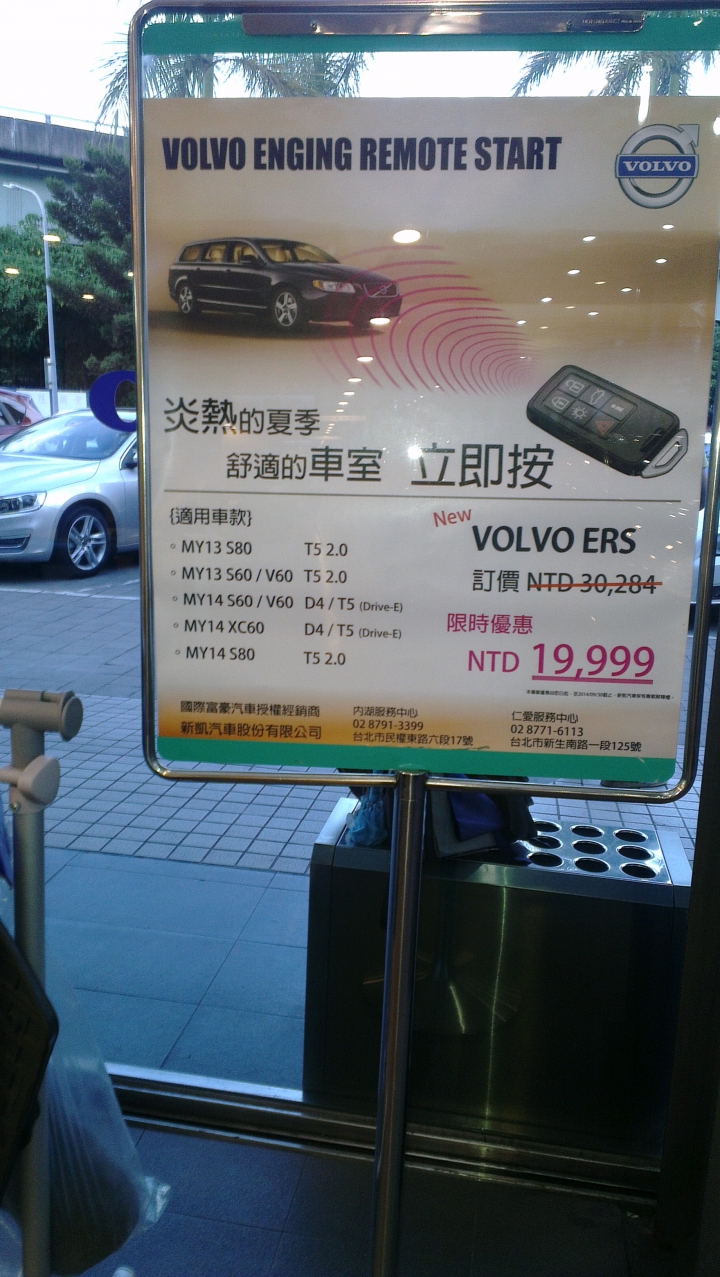 VOLVO ENGING REMOTE START
VOLVO
炎熱的夏季
舒適的車室 立即按
{適用車款}
。MY13 S80 T5 2.0
。MY13 S60 / V60 T5 2.0
。MY14 S60 / V60 D4 / T5 (Drive-E)
。MY14 XC60 D4 / T5 (Drive-E)
。MY14 S80 T5 2.0
New
VOLVO ERS
訂價 NTD 30,284
限時優惠
NTD 19,999
國際富豪汽車授權經銷商
新凱汽車股份有限公司
內湖服務中心
02 8791-3399
台北市民權東路六段17號
仁愛服務中心
02 8771-6113
台北市新生南路一段125號